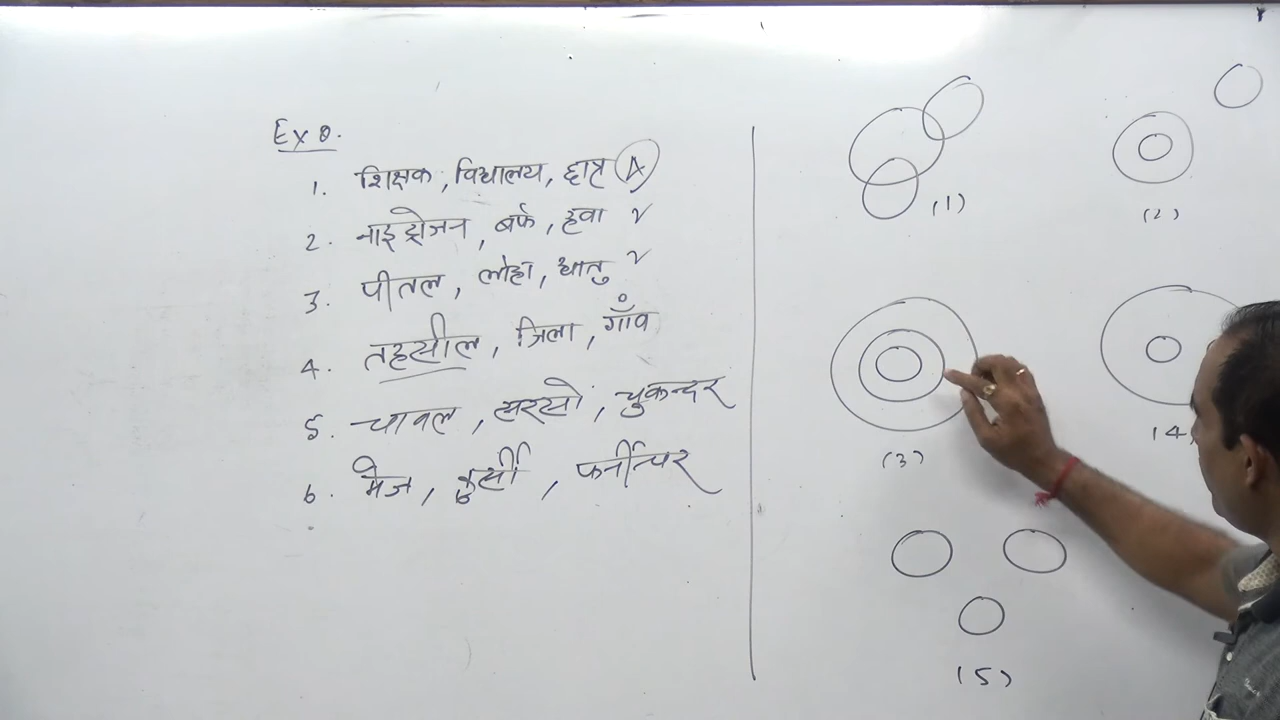 Ex 8.
1. शिक्षक, विद्यालय, छात्र A
2. नाइट्रोजन, बर्फ, हवा ✓
3. पीतल, लोहा, धातु ✓
4. तहसील, जिला, गाँव
5. चावल, सरसो, चुकन्दर
6. मेज, कुर्सी, फर्नीचर
(1)
(2)
(3)
(4)
(5)